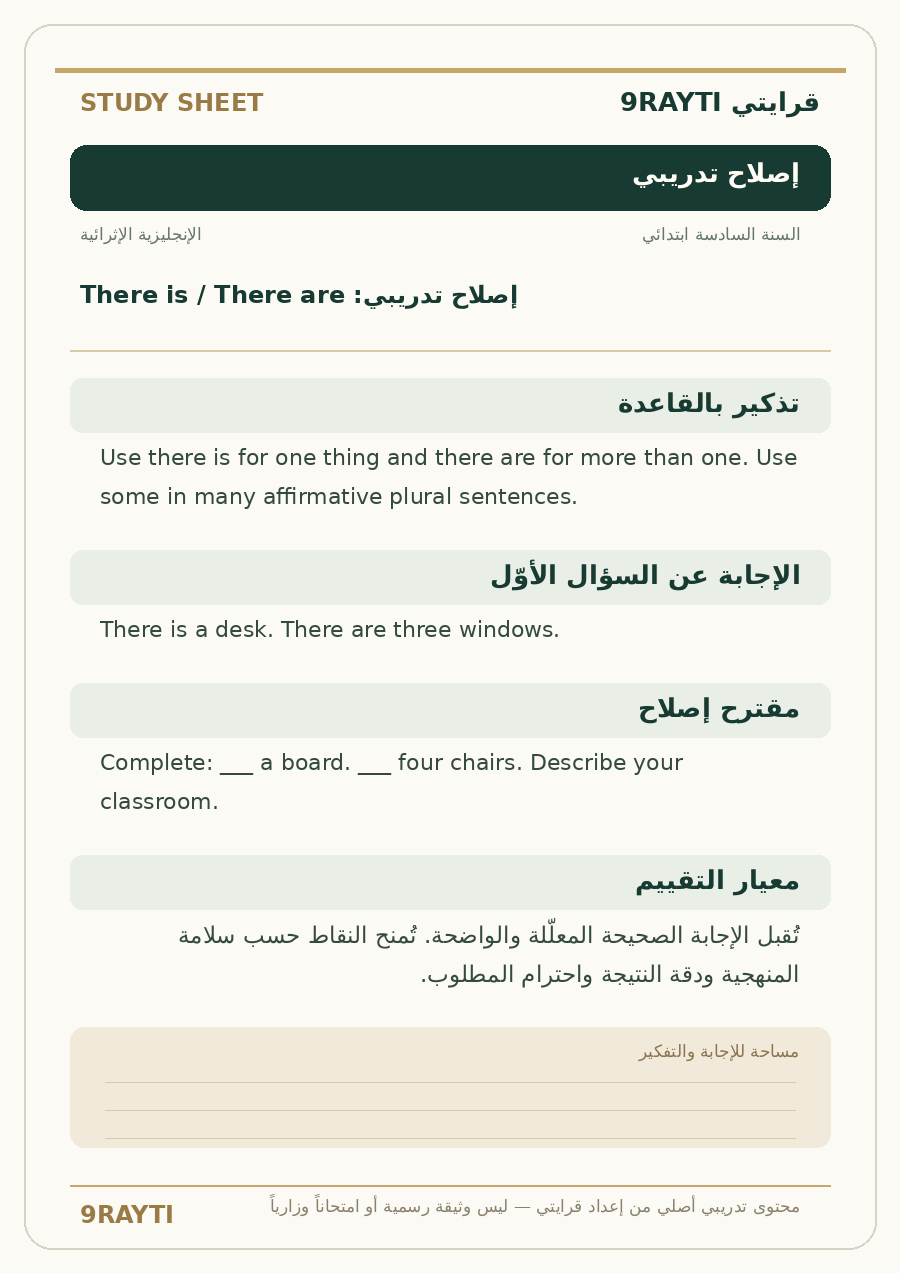 قرايتي 9RAYTI
STUDY SHEET
إصلاح تدريبي
السنة السادسة ابتدائي
الإنجليزية الإثرائية
There is / There are :إصلاح تدريبي
تذكير بالقاعدة
Use there is for one thing and there are for more than one. Use
some in many affirmative plural sentences.
الإجابة عن السؤال الأوّل
There is a desk. There are three windows.
مقترح إصلاح
Complete: ___ a board. ___ four chairs. Describe your
classroom.
معيار التقييم
تُقبل الإجابة الصحيحة المعلّلة والواضحة. تُمنح النقاط حسب سلامة
المنهجية ودقة النتيجة واحترام المطلوب.
مساحة للإجابة والتفكير
محتوى تدريبي أصلي من إعداد قرايتي — ليس وثيقة رسمية أو امتحاناً وزارياً
9RAYTI